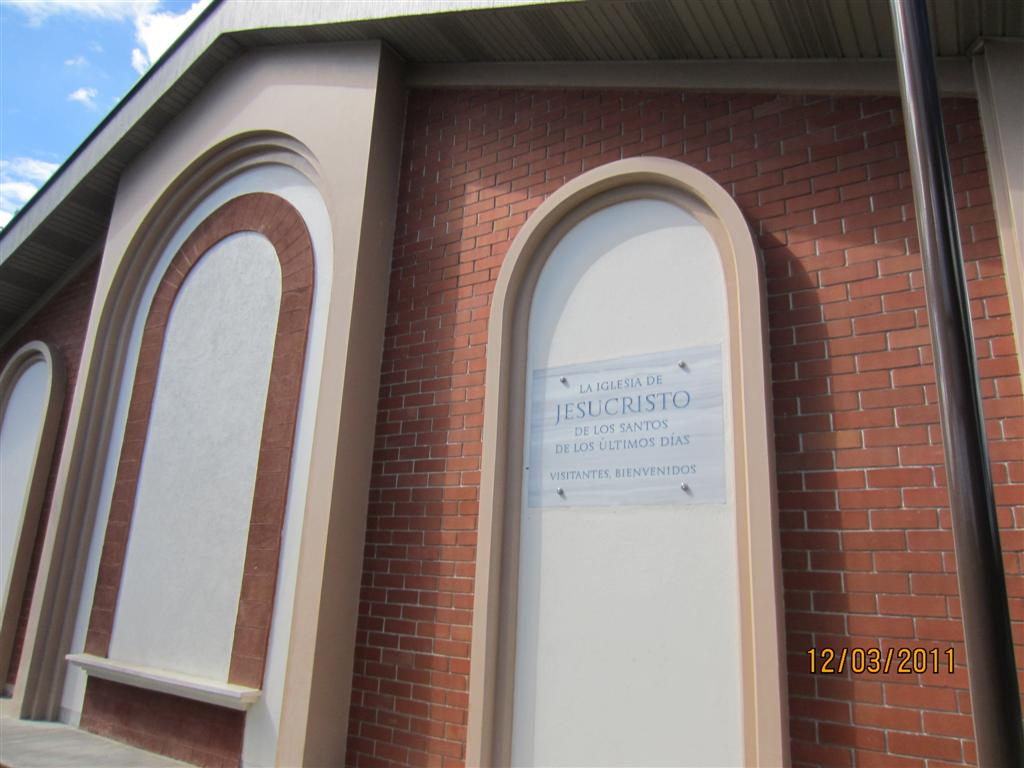 LA IGLESIA DE
JESUCRISTO
DE LOS SANTOS
DE LOS ÚLTIMOS DÍAS
VISITANTES, BIENVENIDOS
12/03/2011